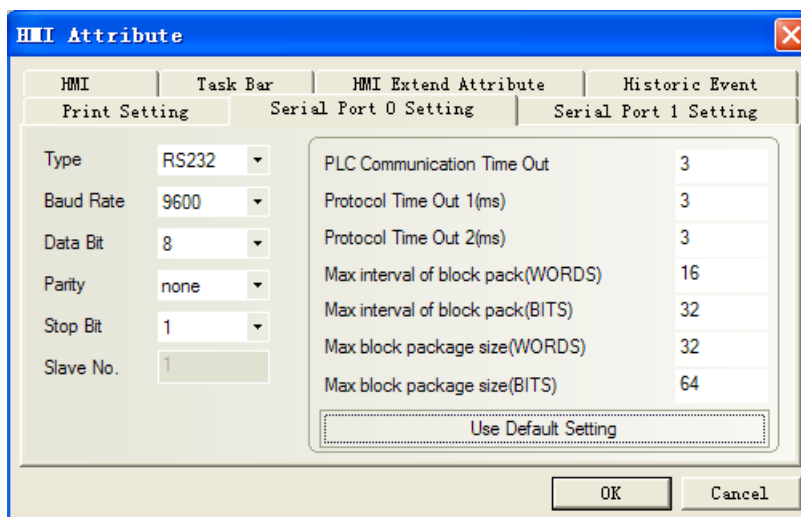 HMI Attribute
HMI Task Bar HMI Extend Attribute Historic Event
Print Setting Serial Port 0 Setting Serial Port 1 Setting
Type RS232
Baud Rate 9600
Data Bit 8
Parity none
Stop Bit 1
Slave No. 1
PLC Communication Time Out 3
Protocol Time Out 1(ms) 3
Protocol Time Out 2(ms) 3
Max interval of block pack(WORDS) 16
Max interval of block pack(BITS) 32
Max block package size(WORDS) 32
Max block package size(BITS) 64
Use Default Setting
OK Cancel